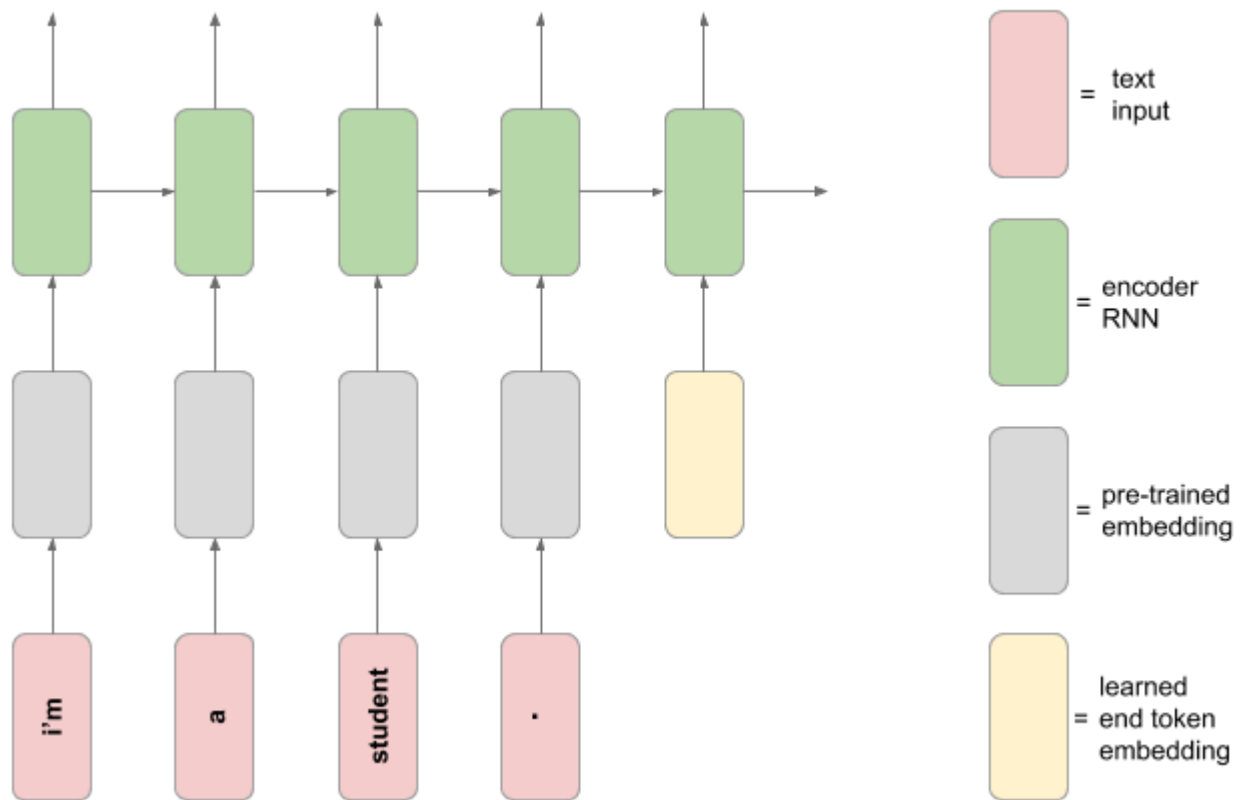 = text
input
= encoder
RNN
= pre-trained
embedding
i'm
a
student
.
= learned
end token
embedding